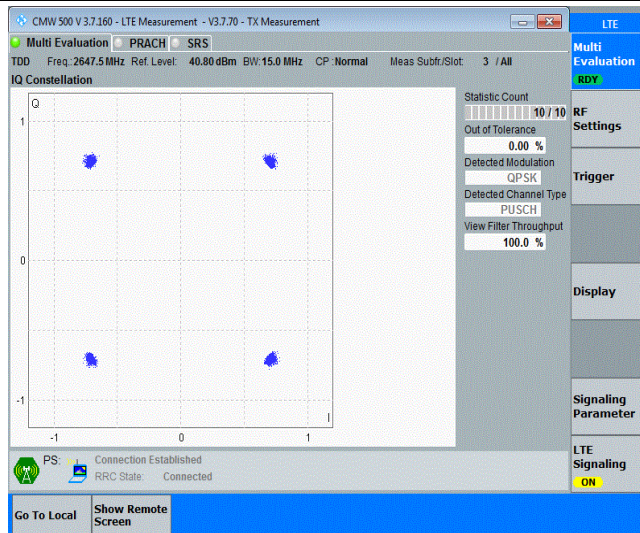 CMW 500 V 3.7.160 - LTE Measurement - V3.7.70 - TX Measurement
LTE
Multi Evaluation PRACH SRS
TDD Freq.:2647.5 MHz Ref. Level: 40.80 dBm BW:15.0 MHz CP :Normal Meas Subfr./Slot: 3 / All
IQ Constellation
Q
1
0
-1
I
-1 0 1
Statistic Count
10 / 10
Out of Tolerance
0.00 %
Detected Modulation
QPSK
Detected Channel Type
PUSCH
View Filter Throughput
100.0 %
Multi
Evaluation
RDY
RF
Settings
Trigger
Display
Signaling
Parameter
LTE
Signaling
ON
PS: Connection Established
RRC State: Connected
Go To Local
Show Remote
Screen